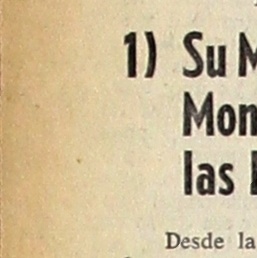 1) Su M
Mon
las
Desde la